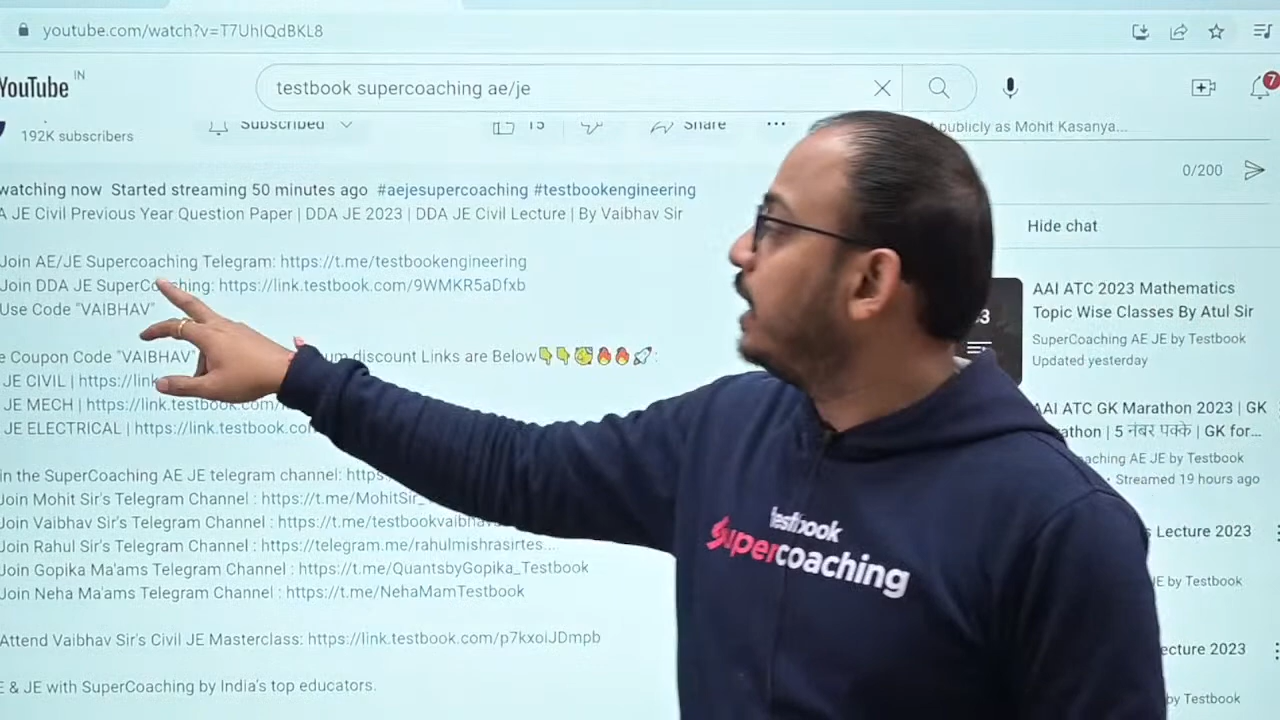 youtube.com/watch?v=T7UhIQdBKL8
YouTube IN
testbook supercoaching ae/je
7
192K subscribers
Subscribed
15
Share
publicly as Mohit Kasanya...
0/200
watching now Started streaming 50 minutes ago #aejesupercoaching #testbookengineering
A JE Civil Previous Year Question Paper | DDA JE 2023 | DDA JE Civil Lecture | By Vaibhav Sir
Hide chat
Join AE/JE Supercoaching Telegram: https://t.me/testbookengineering
Join DDA JE SuperCoaching: https://link.testbook.com/9WMKR5aDfxb
Use Code "VAIBHAV"
e Coupon Code "VAIBHAV" um discount Links are Below👇👇🥳🔥🔥🚀:
JE CIVIL | https://link
JE MECH | https://link.testbook.com/
JE ELECTRICAL | https://link.testbook.co
in the SuperCoaching AE JE telegram channel: https
Join Mohit Sir's Telegram Channel : https://t.me/MohitSir_
Join Vaibhav Sir's Telegram Channel : https://t.me/testbookvaibhav
Join Rahul Sir's Telegram Channel : https://telegram.me/rahulmishrasirtes...
Join Gopika Ma'ams Telegram Channel : https://t.me/QuantsbyGopika_Testbook
Join Neha Ma'ams Telegram Channel : https://t.me/NehaMamTestbook
Attend Vaibhav Sir's Civil JE Masterclass: https://link.testbook.com/p7kxoiJDmpb
E & JE with SuperCoaching by India's top educators.
AAI ATC 2023 Mathematics
Topic Wise Classes By Atul Sir
SuperCoaching AE JE by Testbook
Updated yesterday
AAI ATC GK Marathon 2023 | GK
athon | 5 नंबर पक्के | GK for...
aching AE JE by Testbook
Streamed 19 hours ago
Lecture 2023
JE by Testbook
ecture 2023
by Testbook
testbook
Supercoaching